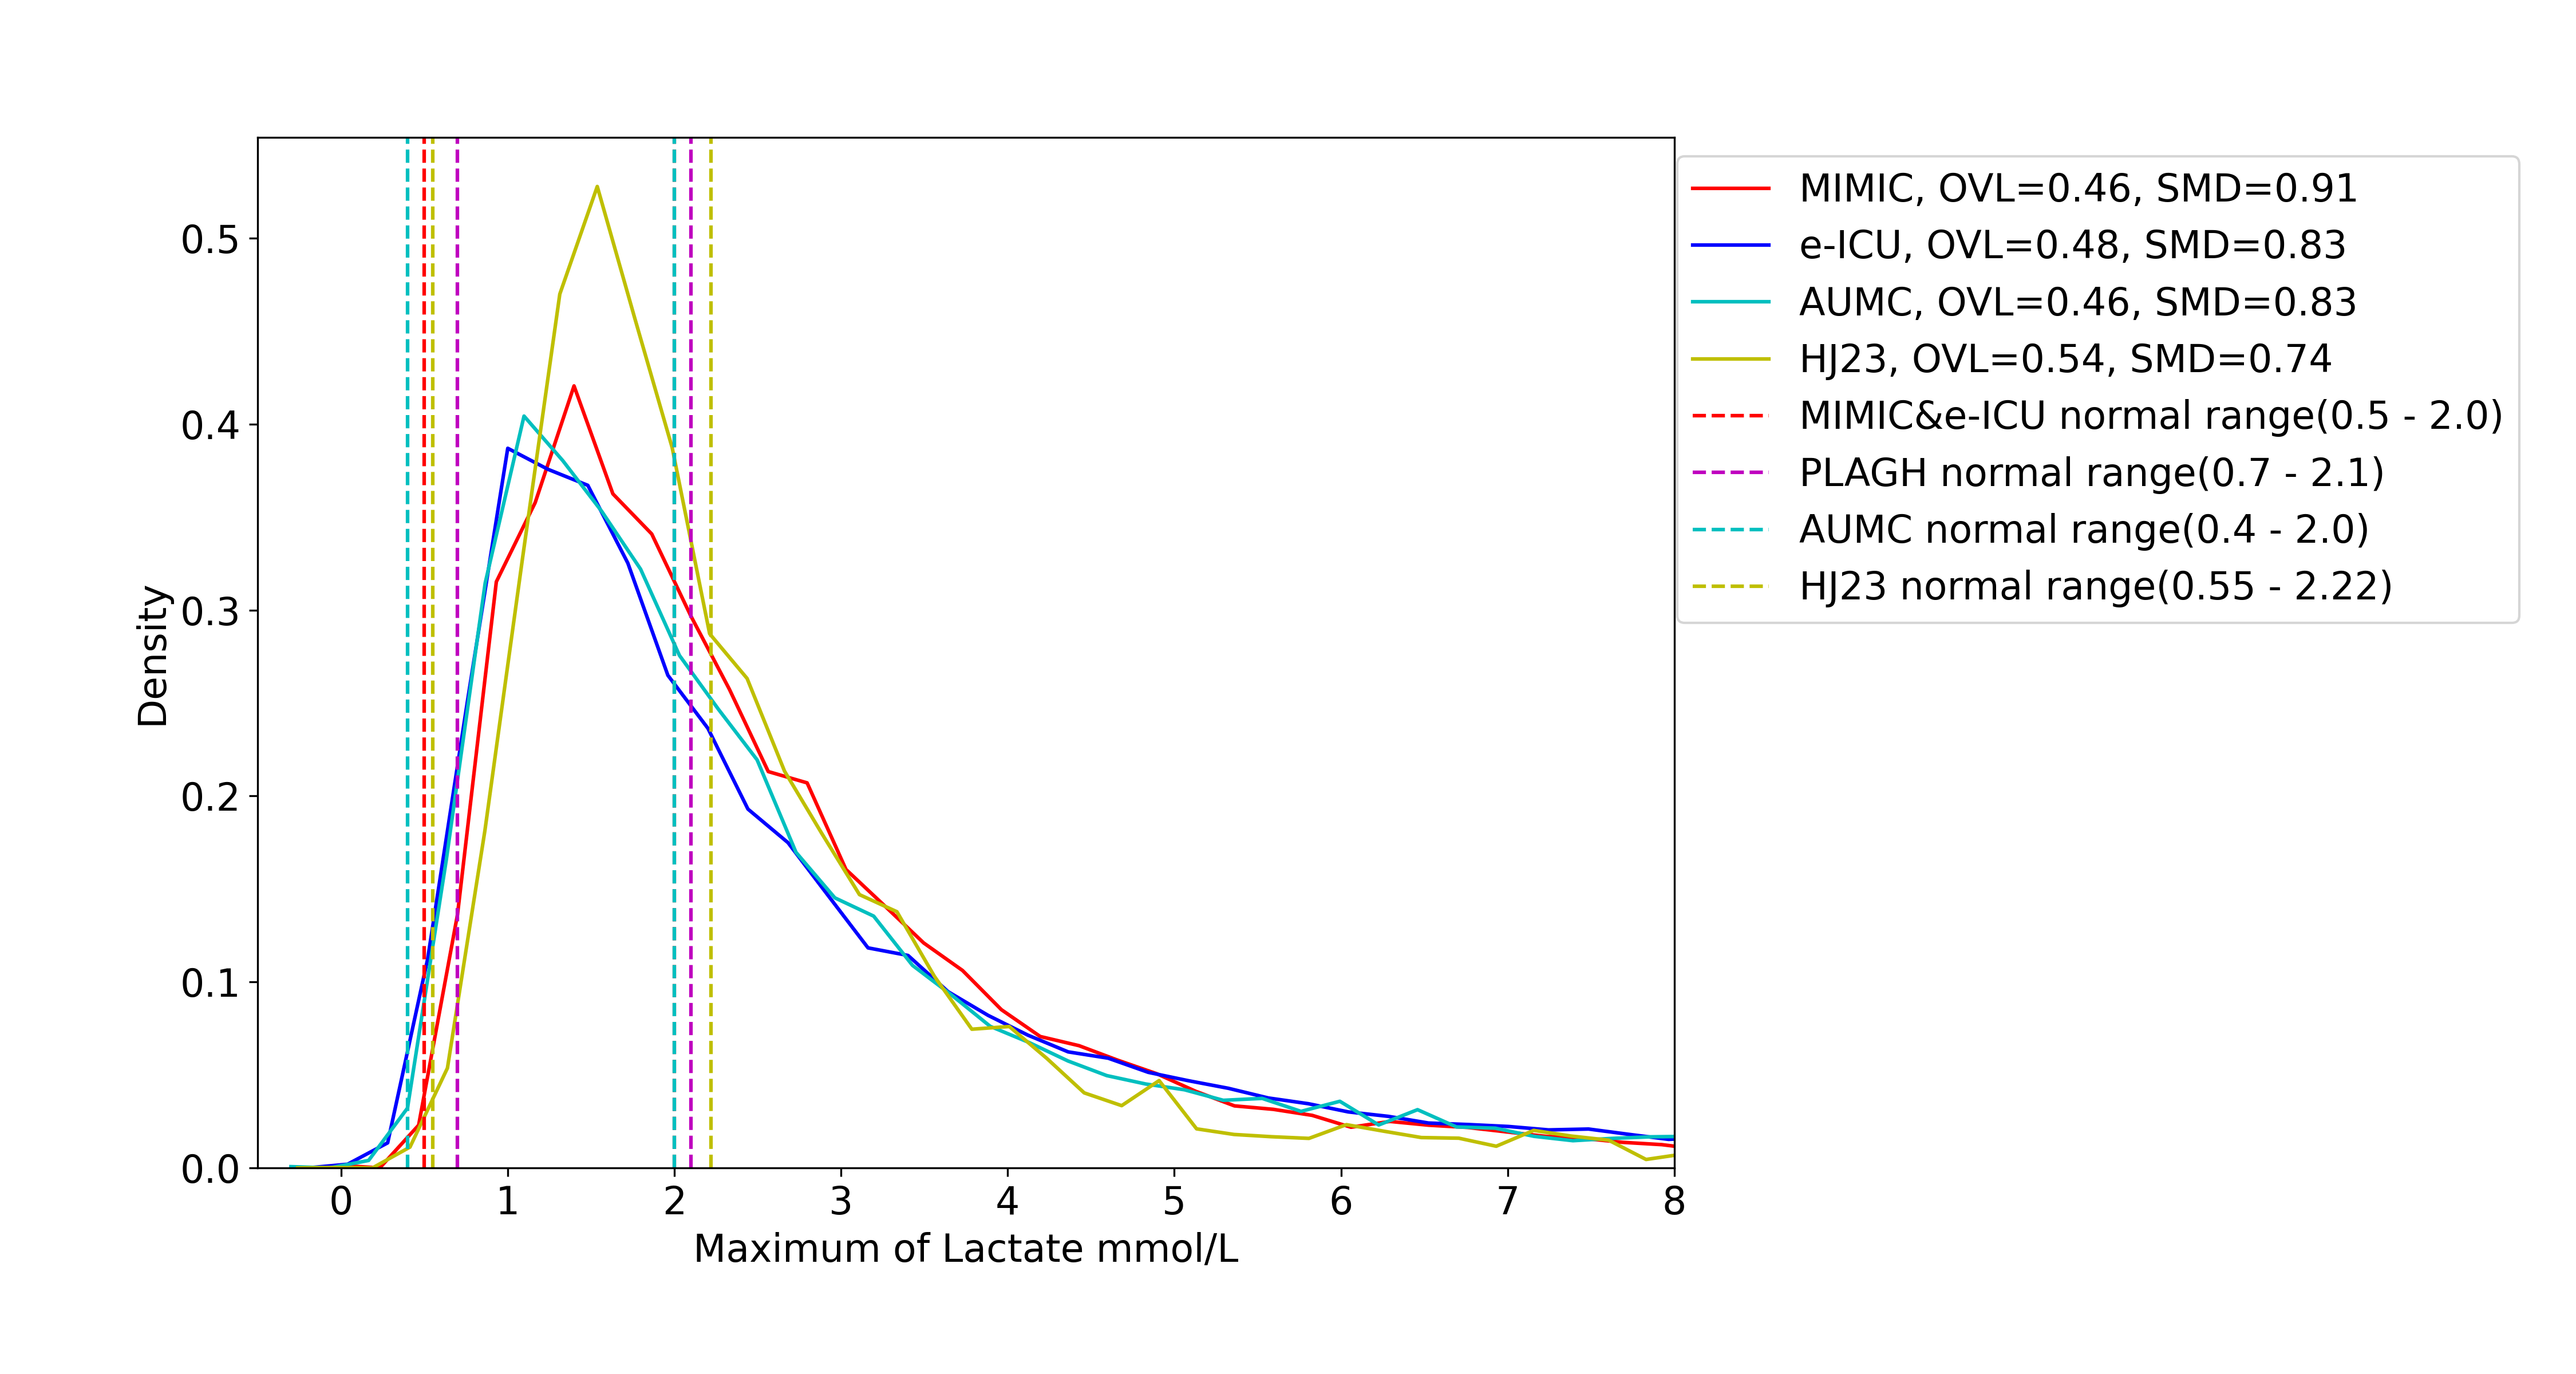 MIMIC, OVL=0.46, SMD=0.91
e-ICU, OVL=0.48, SMD=0.83
AUMC, OVL=0.46, SMD=0.83
HJ23, OVL=0.54, SMD=0.74
MIMIC&e-ICU normal range(0.5 - 2.0)
PLAGH normal range(0.7 - 2.1)
AUMC normal range(0.4 - 2.0)
HJ23 normal range(0.55 - 2.22)
Density
0.5
0.4
0.3
0.2
0.1
0.0
0 1 2 3 4 5 6 7 8
Maximum of Lactate mmol/L